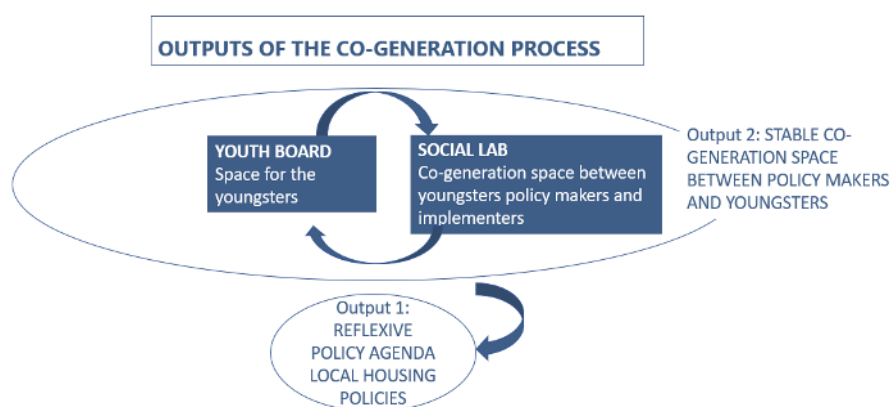 OUTPUTS OF THE CO-GENERATION PROCESS
YOUTH BOARD
Space for the
youngsters
SOCIAL LAB
Co-generation space between
youngsters policy makers and
implementers
Output 2: STABLE CO-
GENERATION SPACE
BETWEEN POLICY MAKERS
AND YOUNGSTERS
Output 1:
REFLEXIVE
POLICY AGENDA
LOCAL HOUSING
POLICIES